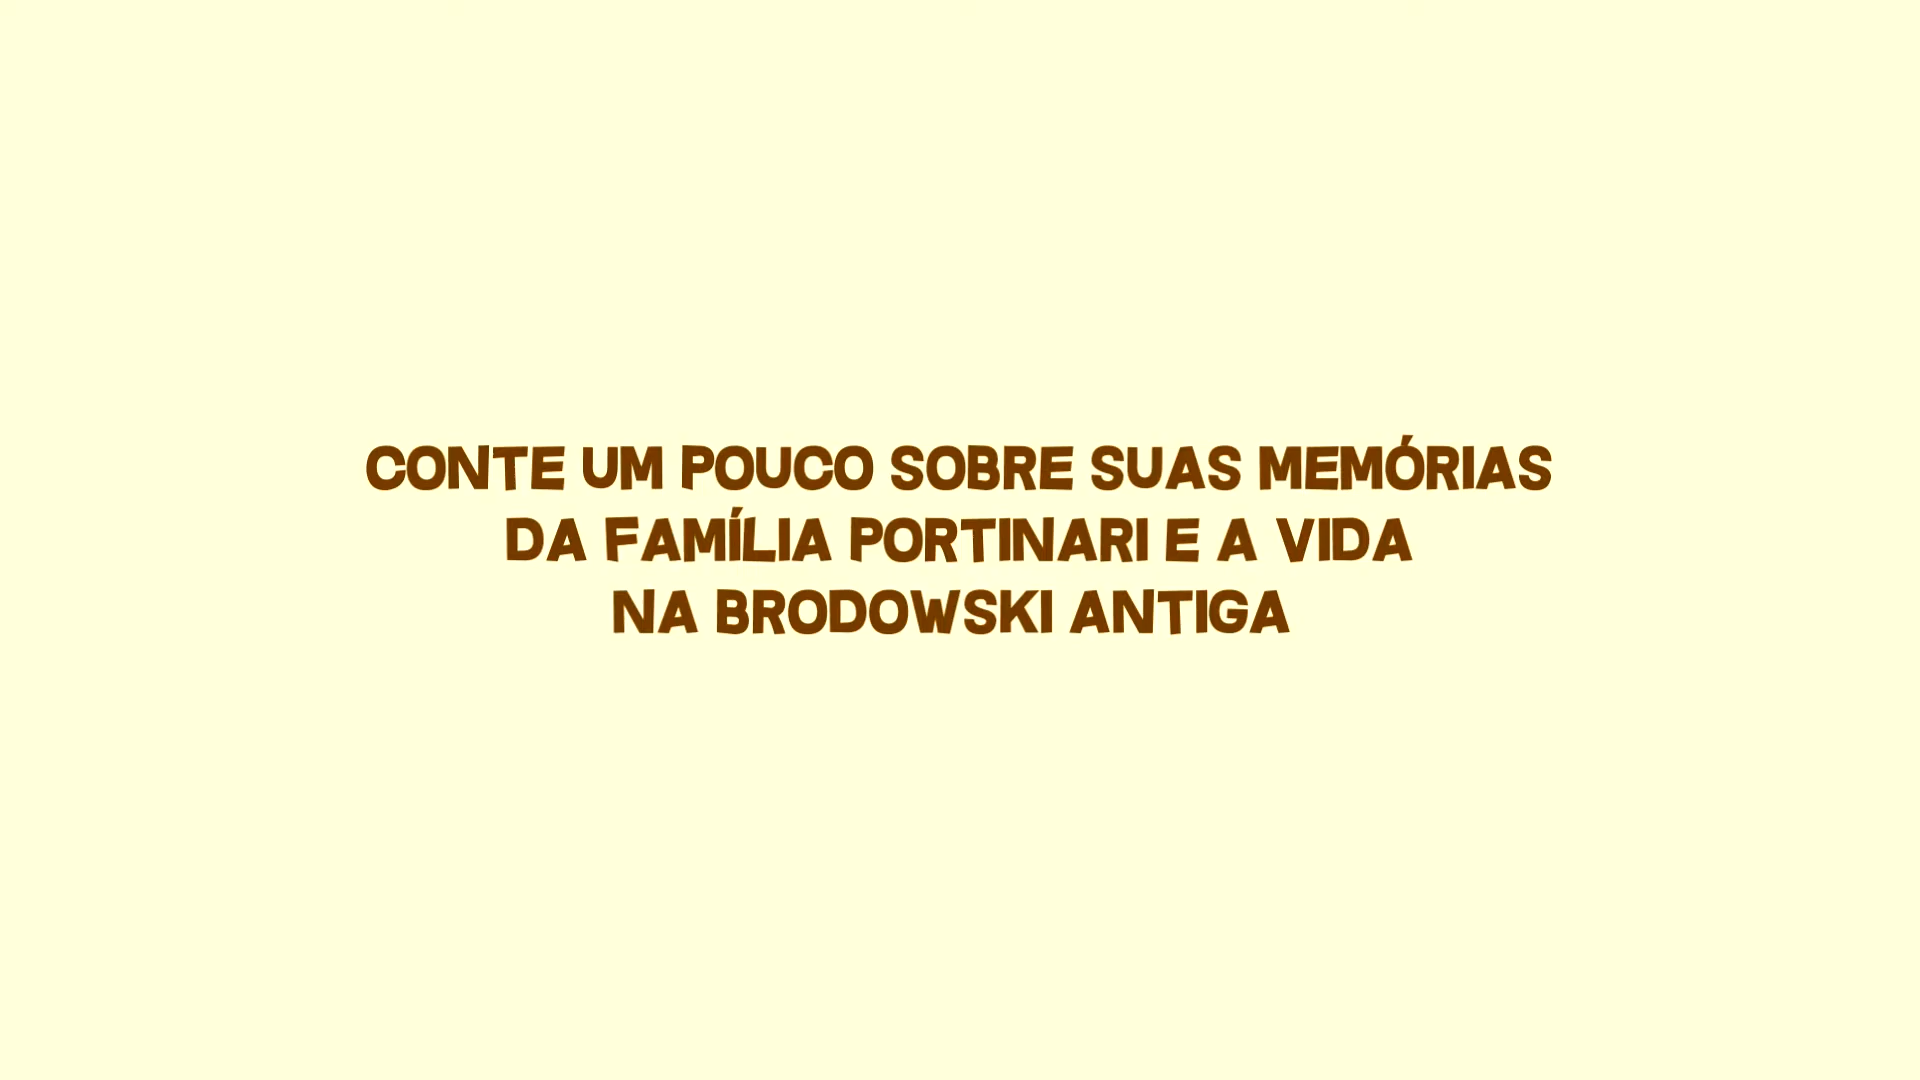 CONTE UM POUCO SOBRE SUAS MEMÓRIAS
DA FAMÍLIA PORTINARI E A VIDA
NA BRODOWSKI ANTIGA